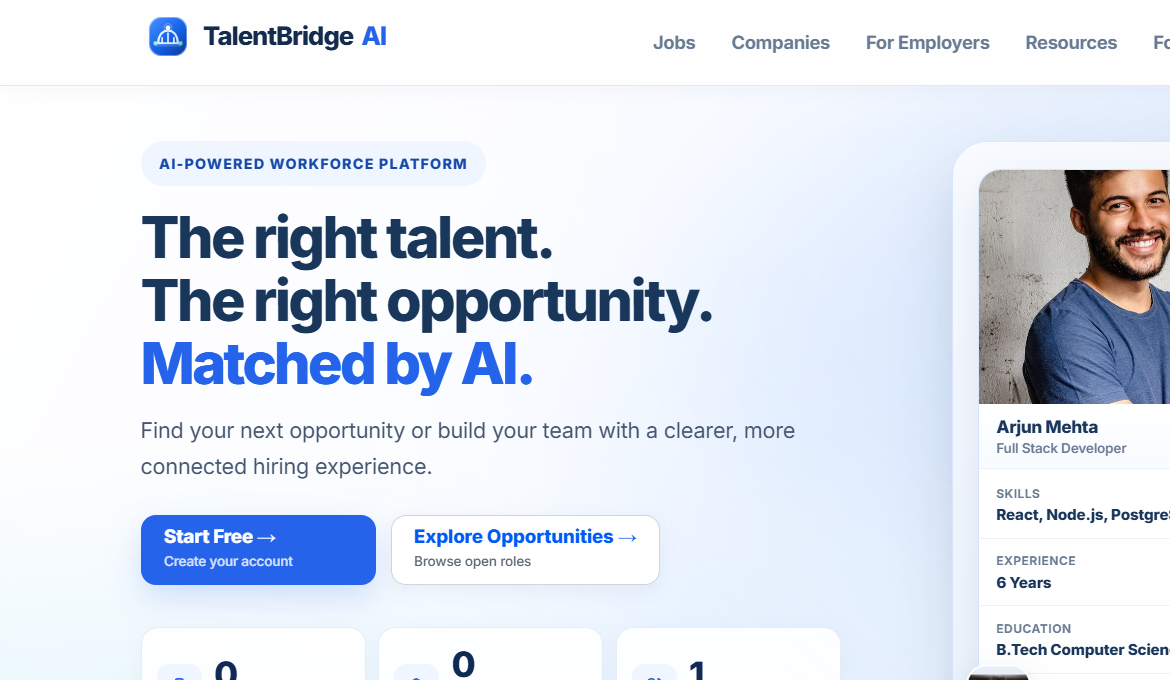 TalentBridge AI
Jobs
Companies
For Employers
Resources
AI-POWERED WORKFORCE PLATFORM
The right talent.
The right opportunity.
Matched by AI.
Find your next opportunity or build your team with a clearer, more
connected hiring experience.
Start Free →
Create your account
Explore Opportunities →
Browse open roles
0
0
1
Arjun Mehta
Full Stack Developer
SKILLS
React, Node.js,
EXPERIENCE
6 Years
EDUCATION
B.Tech Computer